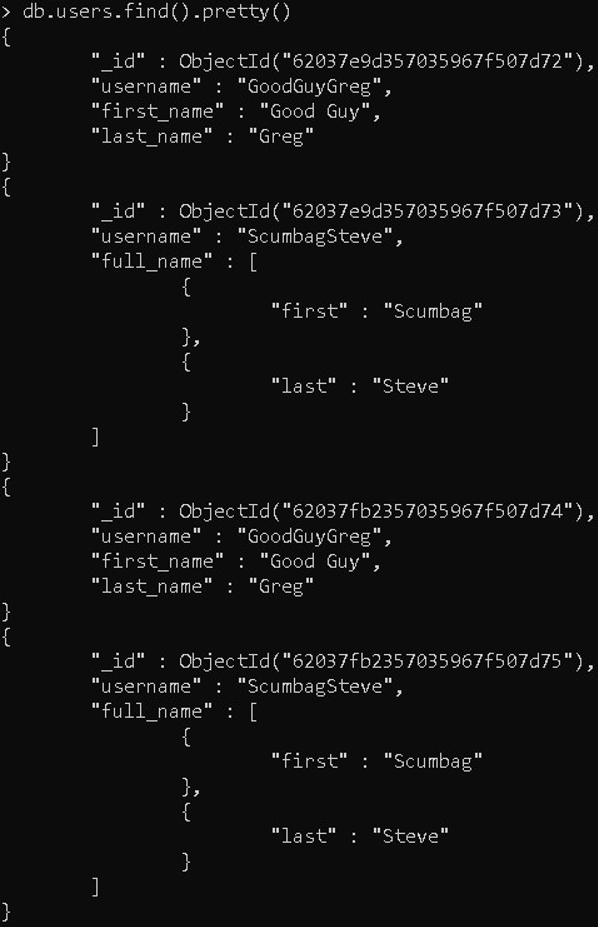 > db.users.find().pretty()
{
        "_id" : ObjectId("62037e9d357035967f507d72"),
        "username" : "GoodGuyGreg",
        "first_name" : "Good Guy",
        "last_name" : "Greg"
}
{
        "_id" : ObjectId("62037e9d357035967f507d73"),
        "username" : "ScumbagSteve",
        "full_name" : [
                {
                        "first" : "Scumbag"
                },
                {
                        "last" : "Steve"
                }
        ]
}
{
        "_id" : ObjectId("62037fb2357035967f507d74"),
        "username" : "GoodGuyGreg",
        "first_name" : "Good Guy",
        "last_name" : "Greg"
}
{
        "_id" : ObjectId("62037fb2357035967f507d75"),
        "username" : "ScumbagSteve",
        "full_name" : [
                {
                        "first" : "Scumbag"
                },
                {
                        "last" : "Steve"
                }
        ]
}